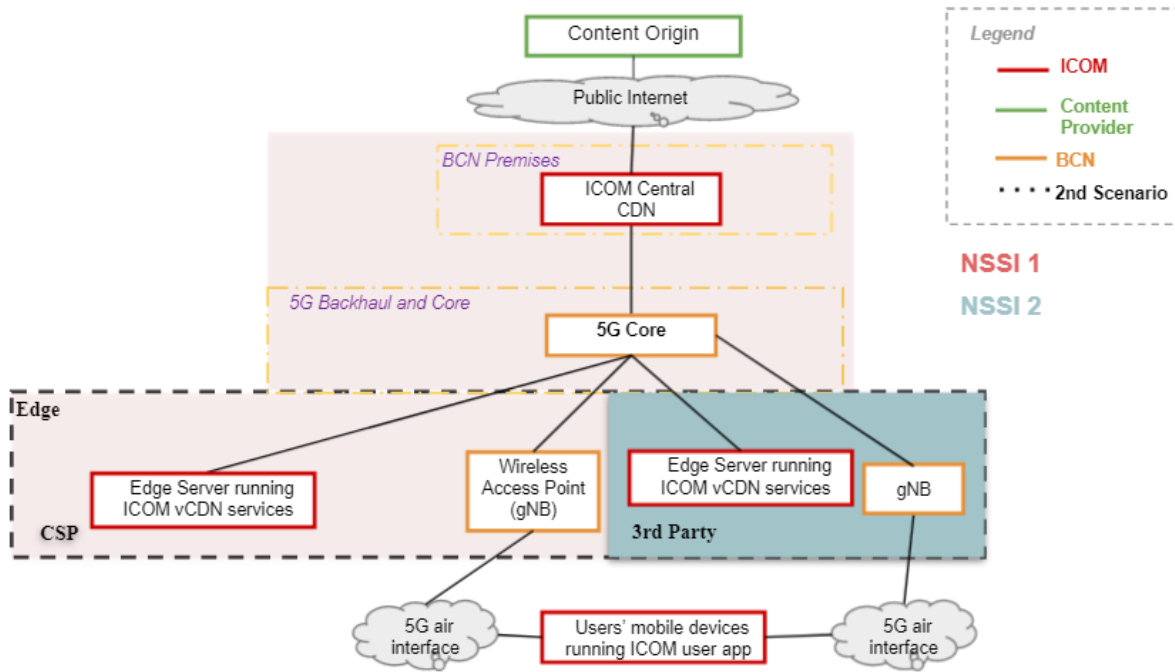 Content Origin
Public Internet
BCN Premises
ICOM Central
CDN
5G Backhaul and Core
5G Core
Edge
Edge Server running
ICOM vCDN services
CSP
Wireless
Access Point
(gNB)
Edge Server running
ICOM vCDN services
gNB
3rd Party
5G air
interface
Users' mobile devices
running ICOM user app
5G air
interface
Legend
ICOM
Content
Provider
BCN
2nd Scenario
NSSI 1
NSSI 2